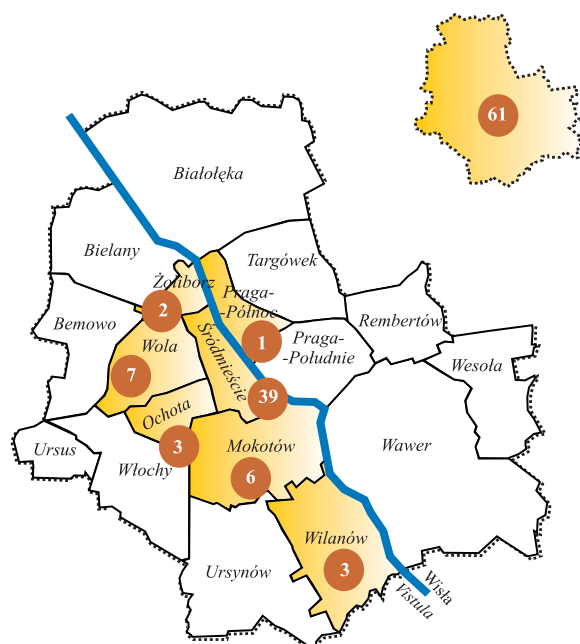 61
Białołęka
Bielany
Targówek
Żoliborz
Praga-
-Północ
2
Bemowo
Rembertów
Śródmieście
1
Praga-
-Południe
Wola
Wesoła
7
39
Ochota
Ursus
3
Mokotów
Wawer
Włochy
6
Wilanów
Ursynów
3
Wisła
Vistula